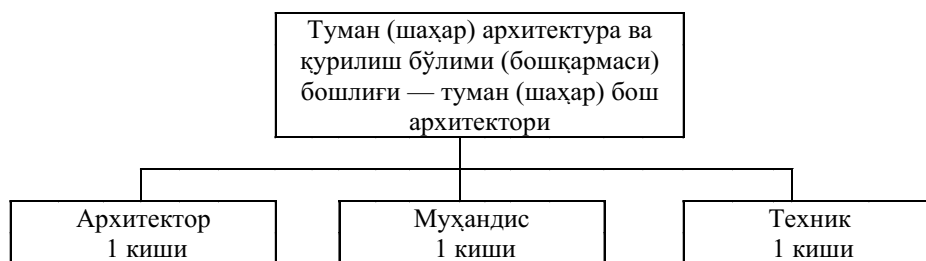 Туман (шаҳар) архитектура ва
қурилиш бўлими (бошқармаси)
бошлиғи — туман (шаҳар) бош
архитектори
Архитектор
1 киши
Муҳандис
1 киши
Техник
1 киши